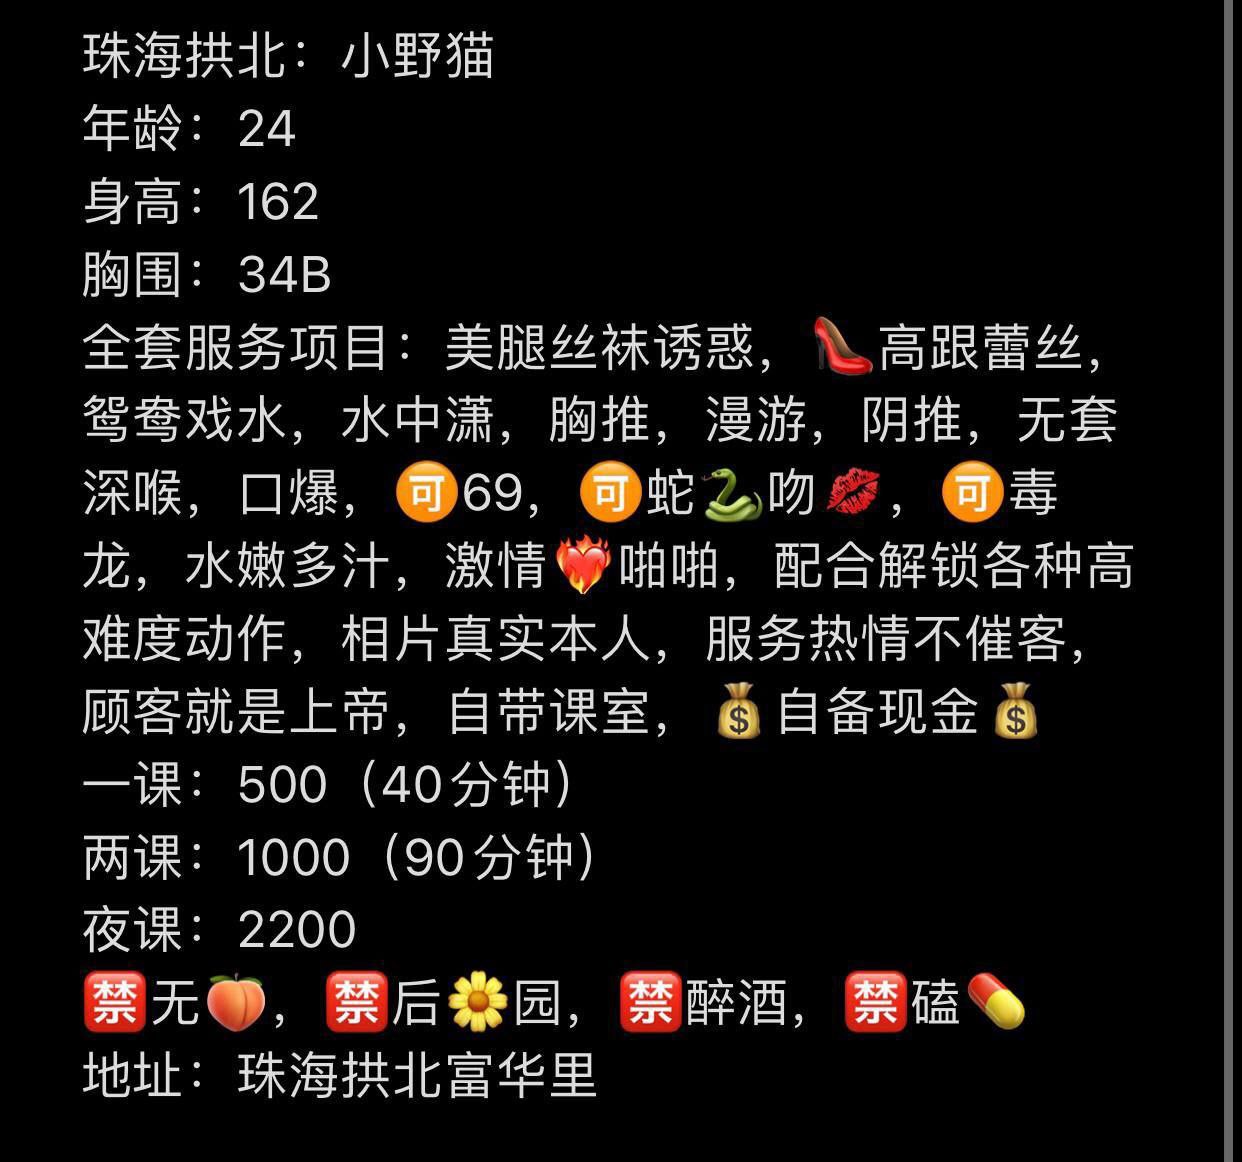 珠海拱北：小野猫
年龄：24
身高：162
胸围：34B
全套服务项目：美腿丝袜诱惑，👠高跟蕾丝，
鸳鸯戏水，水中潇，胸推，漫游，阴推，无套
深喉，口爆，🉑69，🉑蛇🐍吻💋，🉑毒
龙，水嫩多汁，激情❤️‍🔥啪啪，配合解锁各种高
难度动作，相片真实本人，服务热情不催客，
顾客就是上帝，自带课室，💰自备现金💰
一课：500（40分钟）
两课：1000（90分钟）
夜课：2200
🈲无🍑，🈲后🌼园，🈲醉酒，🈲磕💊
地址：珠海拱北富华里